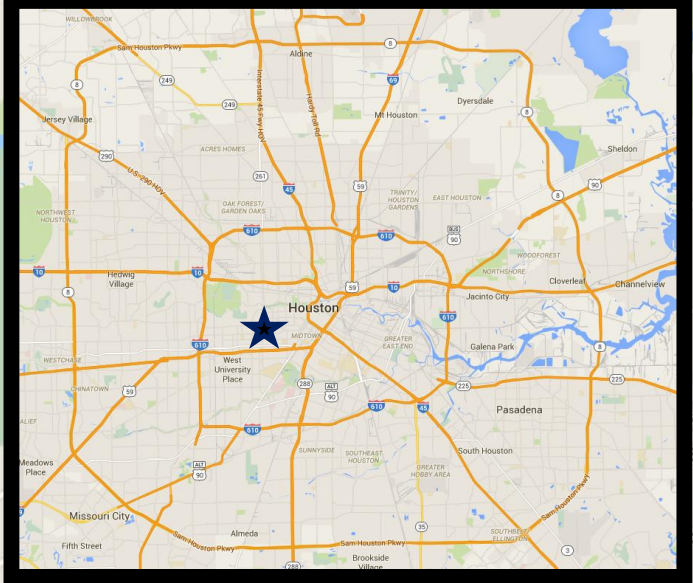 WILLOWBROOK
Sam Houston Pkwy
Aldine
8
8
249
69
Interstate 45 Fwy HOV
Hardy Toll Rd
249
Dyersdale
8
Mt Houston
Jersey Village
ACRES HOMES
290
U.S.-290 HOV
261
45
59
Sheldon
90
8
OAK FOREST/
GARDEN OAKS
TRINITY/
HOUSTON
GARDENS
EAST HOUSTON
NORTHWEST
HOUSTON
610
610
BUS
90
WOODFOREST
10
Hedwig
Village
10
NORTHSHORE
Cloverleaf
Channelview
8
59
10
Jacinto City
Houston
MIDTOWN
610
610
GREATER
EAST END
Galena Park
8
WESTCHASE
West
University
Place
CHINATOWN
59
288
ALT
90
225
225
610
45
Pasadena
ALIEF
610
SUNNYSIDE
SOUTHEAST
HOUSTON
South Houston
Meadows
Place
ALT
90
GREATER
HOBBY AREA
Missouri City
Sam Houston Pkwy
35
Fifth Street
Sam Houston Pkwy
Almeda
Sam Houston Pkwy
SOUTHBELT
ELLINGTON
3
288
Brookside
Village